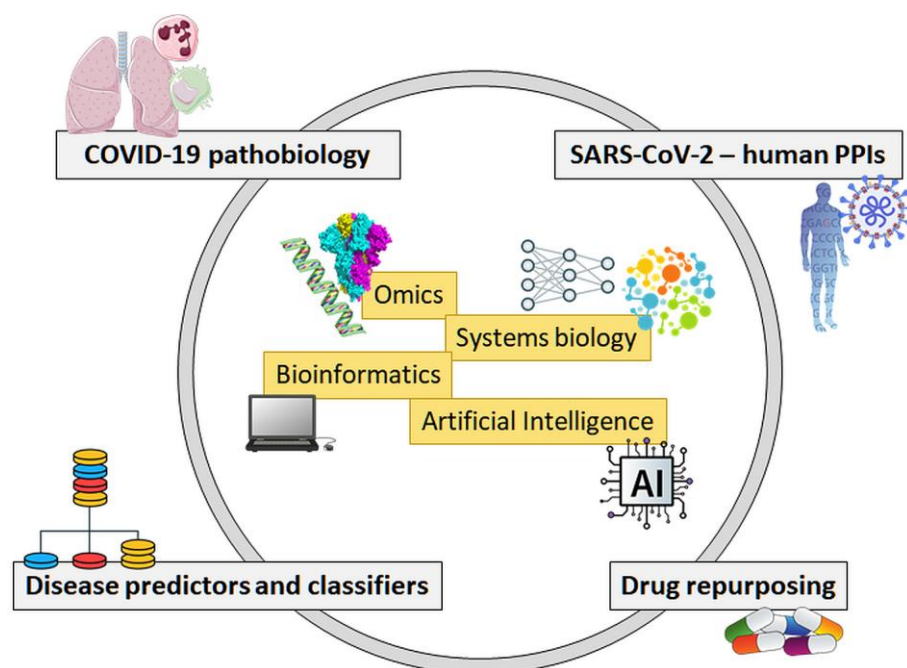 COVID-19 pathobiology
SARS-CoV-2 – human PPIs
Omics
Systems biology
Bioinformatics
Artificial Intelligence
AI
Disease predictors and classifiers
Drug repurposing